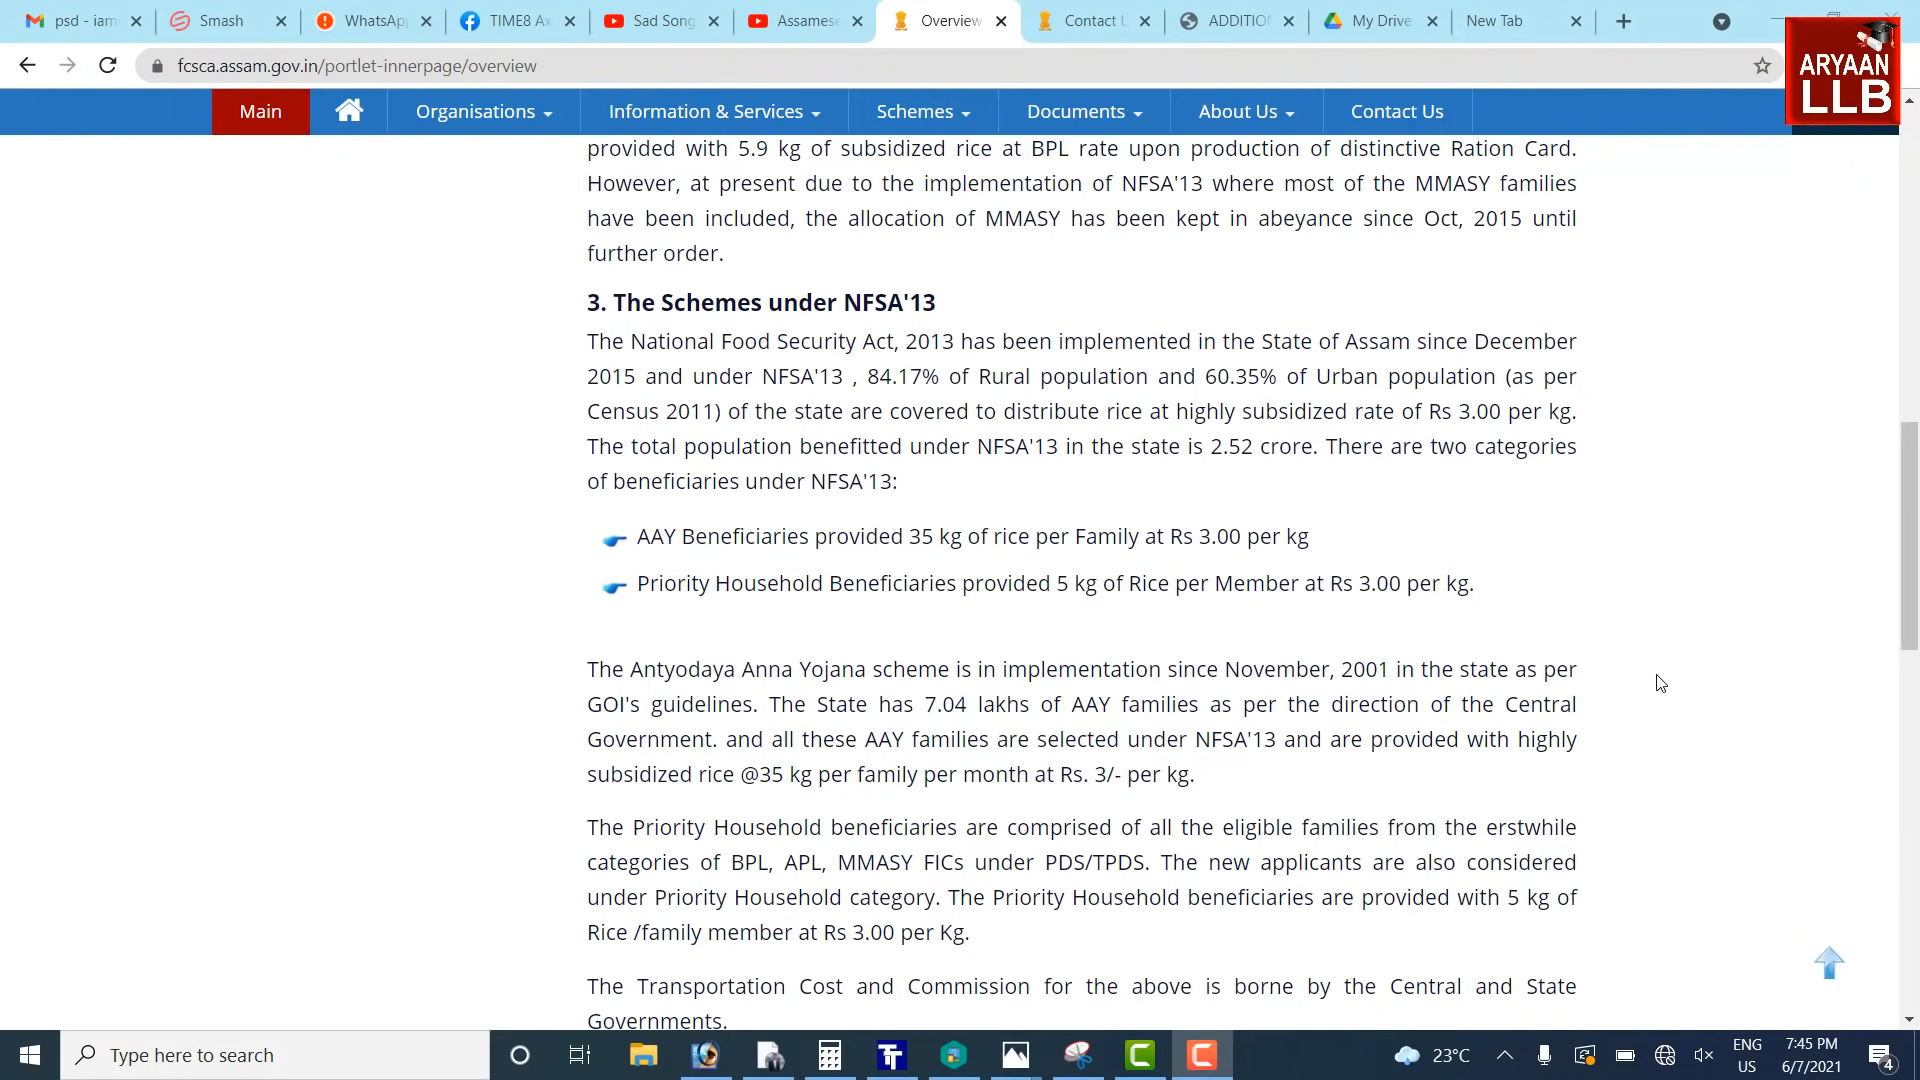 psd - iam
Smash
WhatsApp
TIME8 Ax
Sad Song
Assamese
Overview
Contact U
ADDITION
My Drive
New Tab
fcsca.assam.gov.in/portlet-innerpage/overview
ARYAAN
LLB
Main
Organisations
Information & Services
Schemes
Documents
About Us
Contact Us
provided with 5.9 kg of subsidized rice at BPL rate upon production of distinctive Ration Card.
However, at present due to the implementation of NFSA'13 where most of the MMASY families
have been included, the allocation of MMASY has been kept in abeyance since Oct, 2015 until
further order.
3. The Schemes under NFSA'13
The National Food Security Act, 2013 has been implemented in the State of Assam since December
2015 and under NFSA'13 , 84.17% of Rural population and 60.35% of Urban population (as per
Census 2011) of the state are covered to distribute rice at highly subsidized rate of Rs 3.00 per kg.
The total population benefitted under NFSA'13 in the state is 2.52 crore. There are two categories
of beneficiaries under NFSA'13:
AAY Beneficiaries provided 35 kg of rice per Family at Rs 3.00 per kg
Priority Household Beneficiaries provided 5 kg of Rice per Member at Rs 3.00 per kg.
The Antyodaya Anna Yojana scheme is in implementation since November, 2001 in the state as per
GOI's guidelines. The State has 7.04 lakhs of AAY families as per the direction of the Central
Government. and all these AAY families are selected under NFSA'13 and are provided with highly
subsidized rice @35 kg per family per month at Rs. 3/- per kg.
The Priority Household beneficiaries are comprised of all the eligible families from the erstwhile
categories of BPL, APL, MMASY FICs under PDS/TPDS. The new applicants are also considered
under Priority Household category. The Priority Household beneficiaries are provided with 5 kg of
Rice /family member at Rs 3.00 per Kg.
The Transportation Cost and Commission for the above is borne by the Central and State
Governments.
Type here to search
23°C
ENG
US
7:45 PM
6/7/2021
4